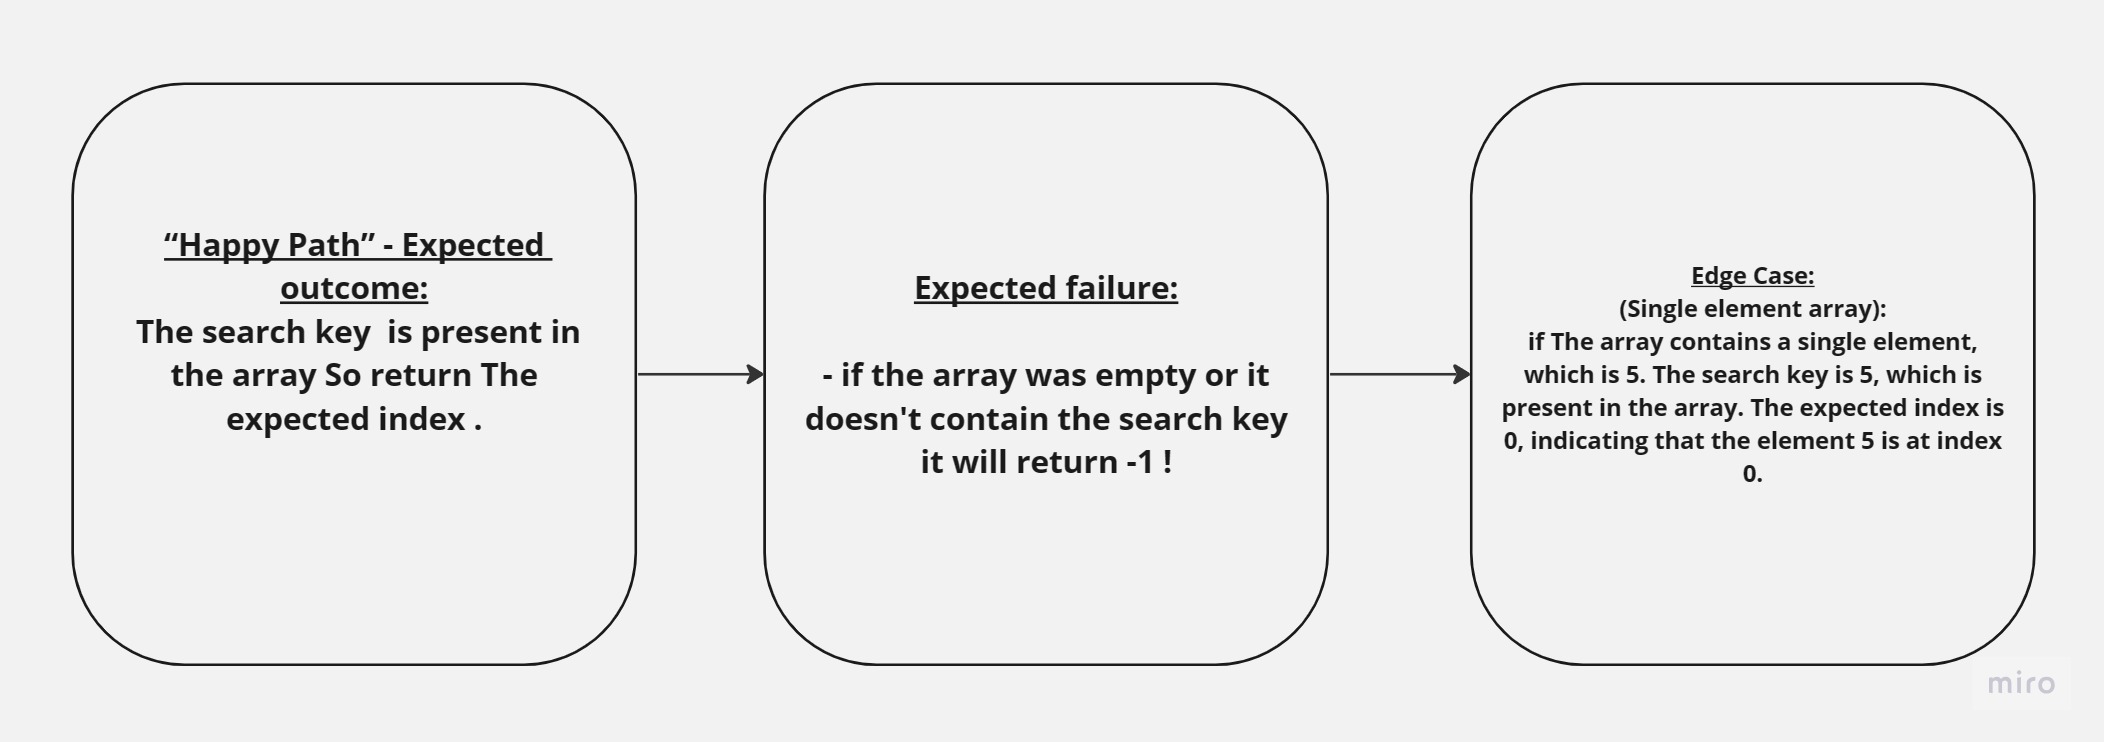 “Happy Path” - Expected
outcome:
The search key  is present in
the array So return The
expected index .
Expected failure:
- if the array was empty or it
doesn't contain the search key
it will return -1 !
Edge Case:
(Single element array):
if The array contains a single element,
which is 5. The search key is 5, which is
present in the array. The expected index is
0, indicating that the element 5 is at index
0.
miro